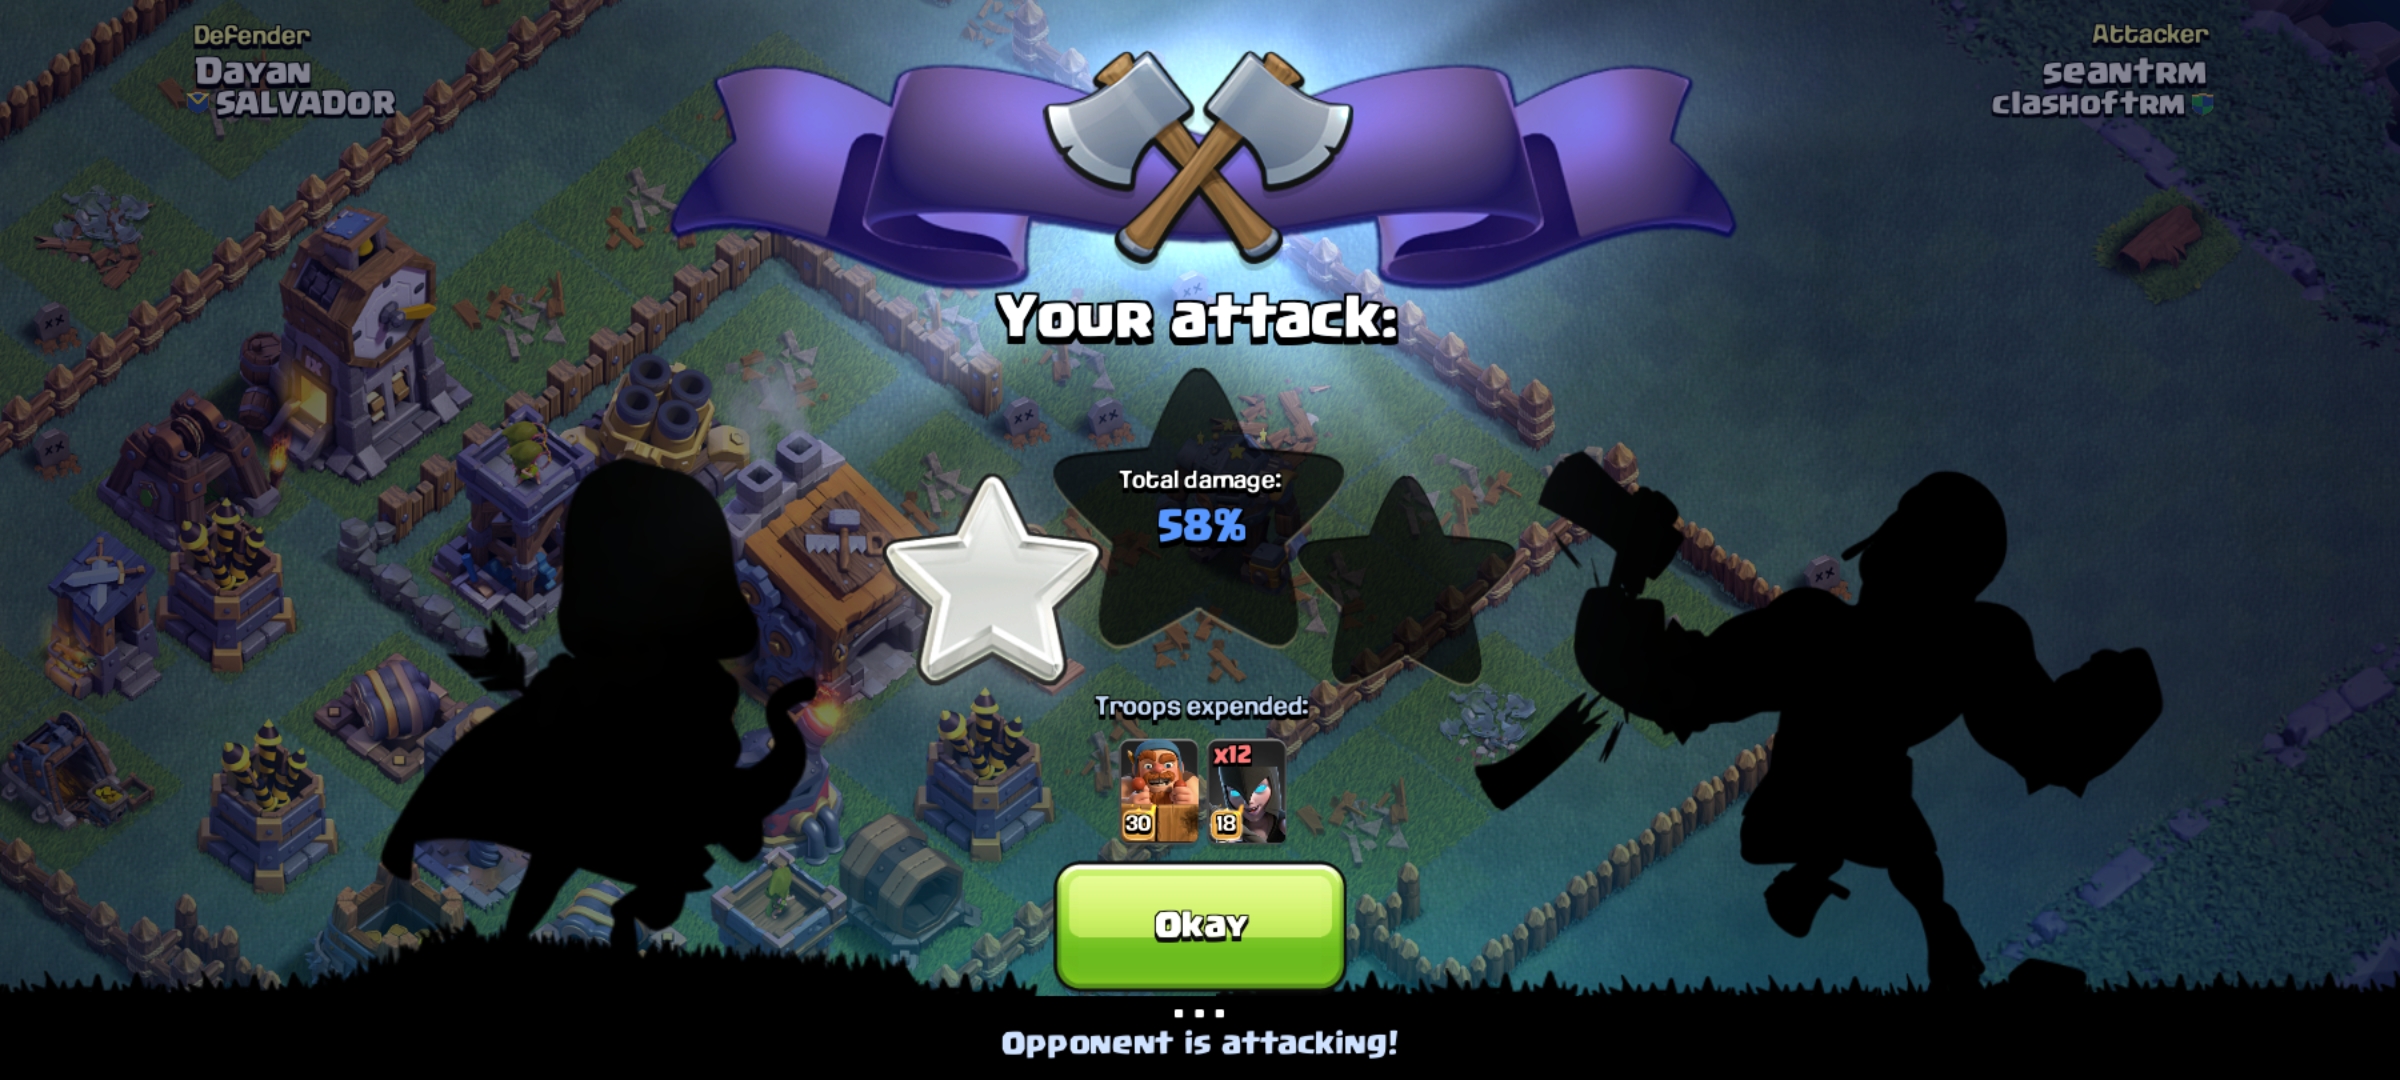 Defender
Dayan
SALVADOR
Attacker
seantRM
clashoftRM
Your attack:
Total damage:
58%
Troops expended:
x12
30
18
Okay
...
Opponent is attacking!